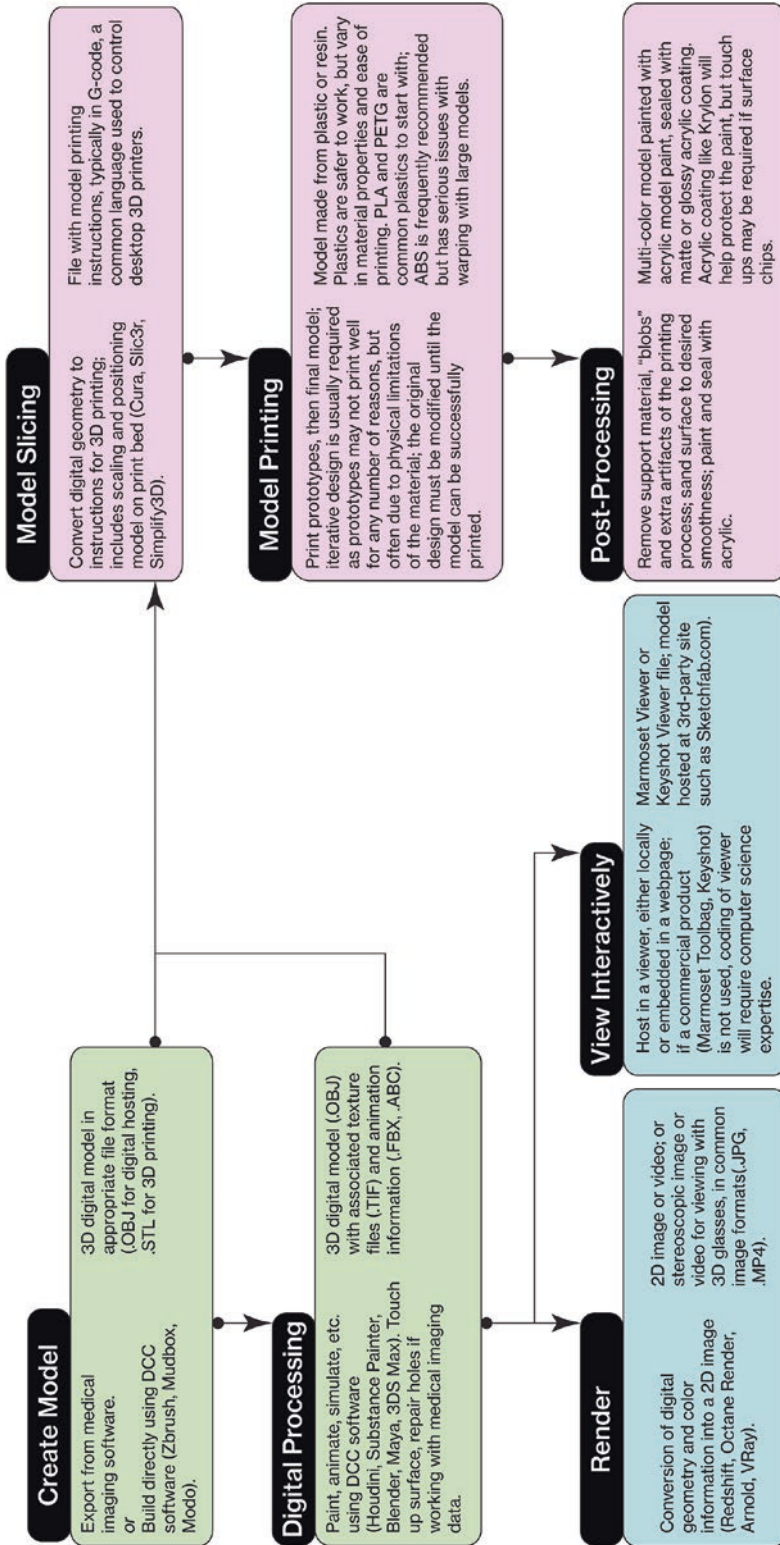 Create Model
Export from medical
imaging software.
or
Build directly using DCC
software (Zbrush, Mudbox,
Modo).
3D digital model in
appropriate file format
(.OBJ for digital hosting,
.STL for 3D printing).
Digital Processing
Paint, animate, simulate, etc.
using DCC software
(Houdini, Substance Painter,
Blender, Maya, 3DS Max). Touch
up surface, repair holes if
working with medical imaging
data.
3D digital model (.OBJ)
with associated texture
files (.TIF) and animation
information (.FBX, .ABC).
Render
Conversion of digital
geometry and color
information into a 2D image
(Redshift, Octane Render,
Arnold, VRay).
2D image or video; or
stereoscopic image or
video for viewing with
3D glasses, in common
image formats(.JPG,
.MP4).
View Interactively
Host in a viewer, either locally
or embedded in a webpage;
if a commercial product
(Marmoset Toolbag, Keyshot)
is not used, coding of viewer
will require computer science
expertise.
Marmoset Viewer or
Keyshot Viewer file; model
hosted at 3rd-party site
such as Sketchfab.com).
Model Slicing
Convert digital geometry to
instructions for 3D printing;
includes scaling and positioning
model on print bed (Cura, Slic3r,
Simplify3D).
File with model printing
instructions, typically in G-code, a
common language used to control
desktop 3D printers.
Model Printing
Print prototypes, then final model;
iterative design is usually required
as prototypes may not print well
for any number of reasons, but
often due to physical limitations
of the material; the original
design must be modified until the
model can be successfully
printed.
Model made from plastic or resin.
Plastics are safer to work, but vary
in material properties and ease of
printing. PLA and PETG are
common plastics to start with;
ABS is frequently recommended
but has serious issues with
warping with large models.
Post-Processing
Remove support material, "blobs"
and extra artifacts of the printing
process; sand surface to desired
smoothness; paint and seal with
acrylic.
Multi-color model painted with
acrylic model paint, sealed with
matte or glossy acrylic coating.
Acrylic coating like Krylon will
help protect the paint, but touch
ups may be required if surface
chips.